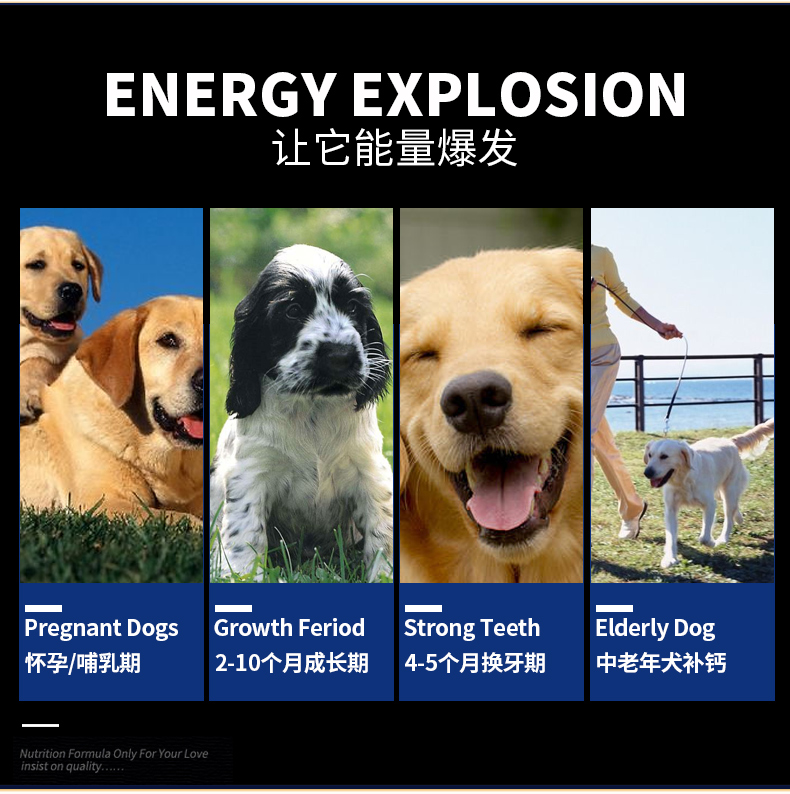 ENERGY EXPLOSION
让它能量爆发
Pregnant Dogs
怀孕/哺乳期
Growth Feriod
2-10个月成长期
Strong Teeth
4-5个月换牙期
Elderly Dog
中老年犬补钙
Nutrition Formula Only For Your Love
insist on quality……